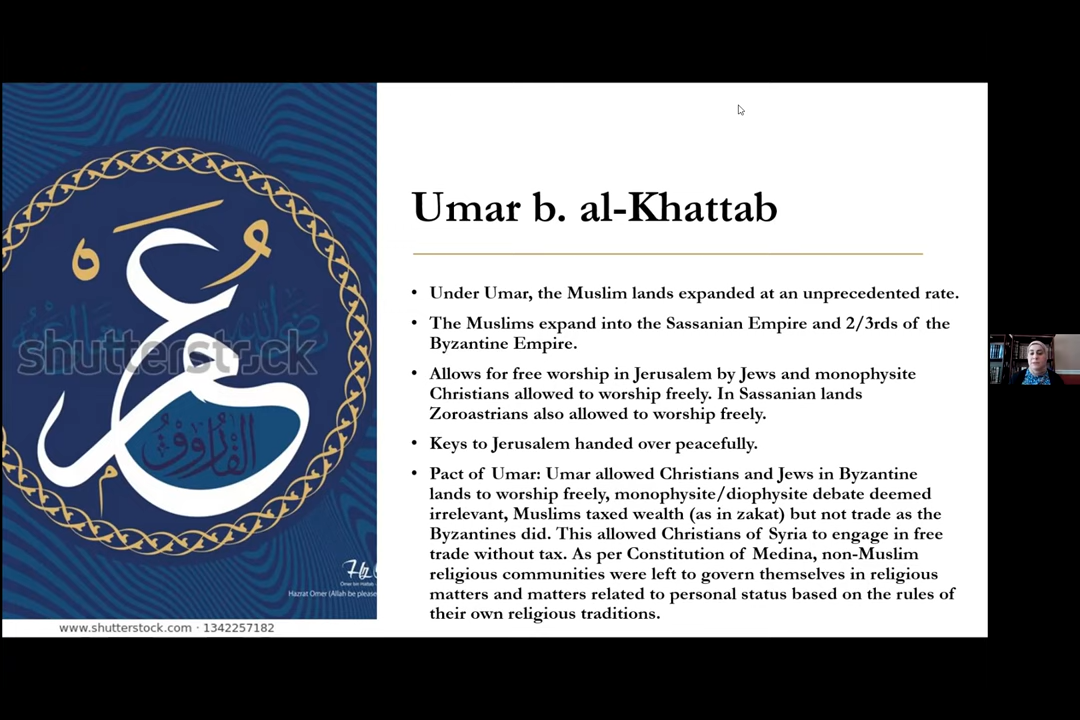 Umar b. al-Khattab
• Under Umar, the Muslim lands expanded at an unprecedented rate.
• The Muslims expand into the Sassanian Empire and 2/3rds of the
Byzantine Empire.
• Allows for free worship in Jerusalem by Jews and monophysite
Christians allowed to worship freely. In Sassanian lands
Zoroastrians also allowed to worship freely.
• Keys to Jerusalem handed over peacefully.
• Pact of Umar: Umar allowed Christians and Jews in Byzantine
lands to worship freely, monophysite/diophysite debate deemed
irrelevant, Muslims taxed wealth (as in zakat) but not trade as the
Byzantines did. This allowed Christians of Syria to engage in free
trade without tax. As per Constitution of Medina, non-Muslim
religious communities were left to govern themselves in religious
matters and matters related to personal status based on the rules of
their own religious traditions.
عمر
الفاروق
shutterstock
Hz
Hazrat Omer (Allah be please
www.shutterstock.com · 1342257182